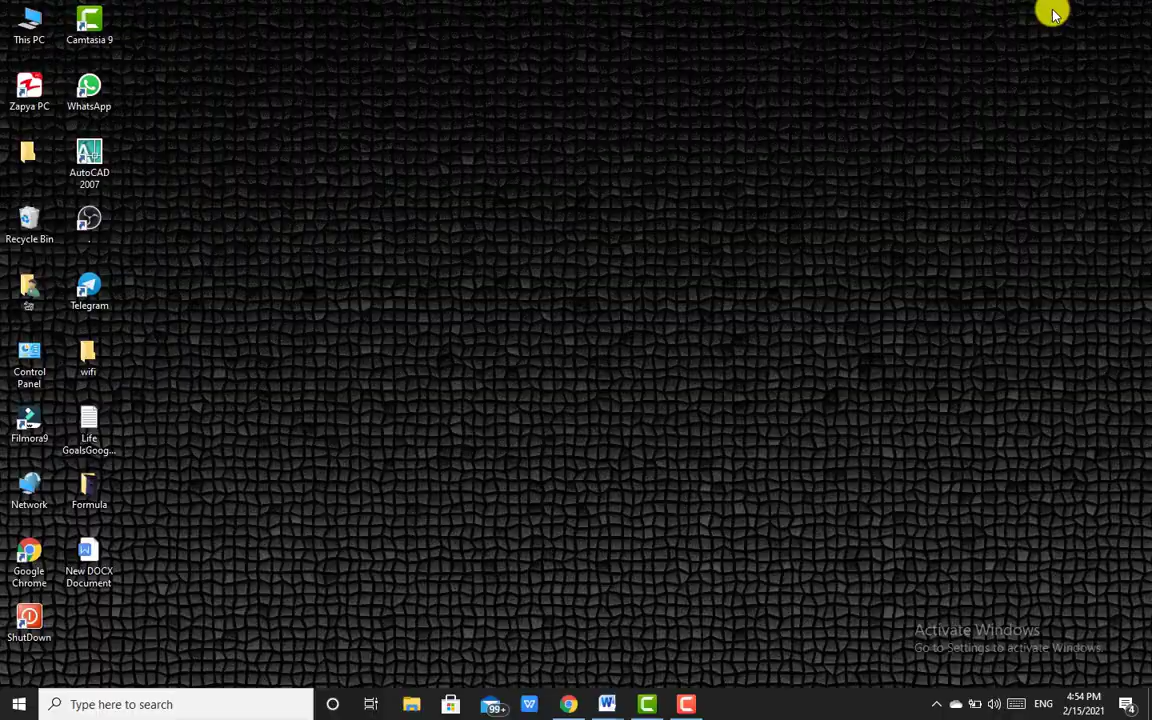 This PC
Camtasia 9
Zapya PC
WhatsApp
AutoCAD
2007
Recycle Bin
.
Telegram
Control
Panel
wifi
Filmora9
Life
GoalsGoog...
Network
Formula
Google
Chrome
New DOCX
Document
ShutDown
Activate Windows
Go to Settings to activate Windows.
Type here to search
99+
ENG
4:54 PM
2/15/2021
4